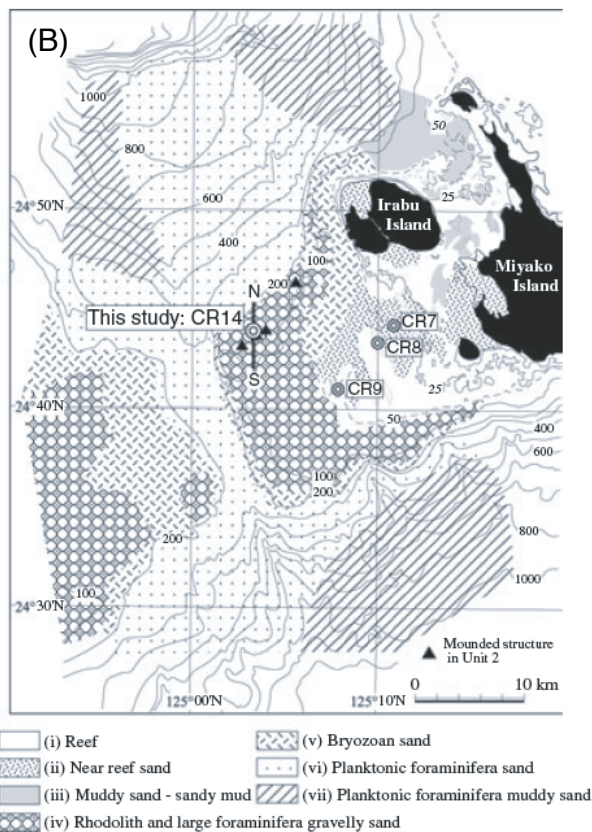 (B)
1000
50
800
24°50'N
600
Irabu
Island
25
400
Miyako
Island
100
200
N
This study: CR14
CR7
CR8
S
CR9
25
24°40'N
50
400
600
100
200
800
200
1000
100
24°30'N
Mounded structure
in Unit 2
0 10 km
125°00'N
125°10'N
(i) Reef
(v) Bryozoan sand
(ii) Near reef sand
(vi) Planktonic foraminifera sand
(iii) Muddy sand - sandy mud
(vii) Planktonic foraminifera muddy sand
(iv) Rhodolith and large foraminifera gravelly sand